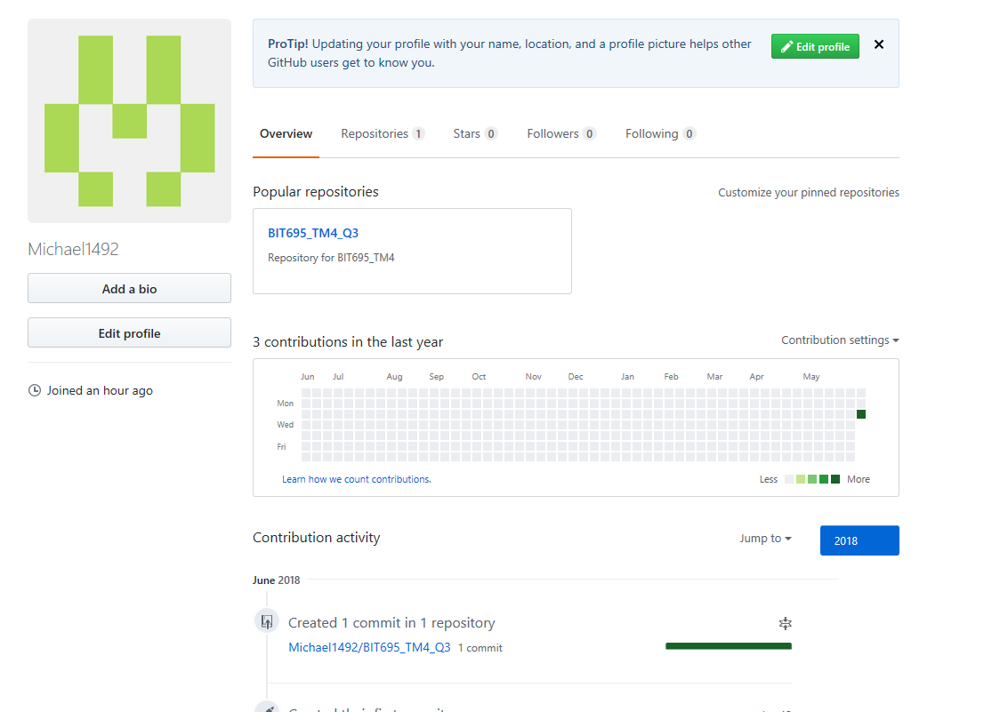 ProTip! Updating your profile with your name, location, and a profile picture helps other
GitHub users get to know you.
Edit profile
Overview Repositories 1 Stars 0 Followers 0 Following 0
Michael1492
Add a bio
Edit profile
Joined an hour ago
Popular repositories
Customize your pinned repositories
BIT695_TM4_Q3
Repository for BIT695_TM4
3 contributions in the last year
Contribution settings
Jun Jul Aug Sep Oct Nov Dec Jan Feb Mar Apr May
Mon
Wed
Fri
Learn how we count contributions.
Less More
Contribution activity
Jump to
2018
June 2018
Created 1 commit in 1 repository
Michael1492/BIT695_TM4_Q3 1 commit